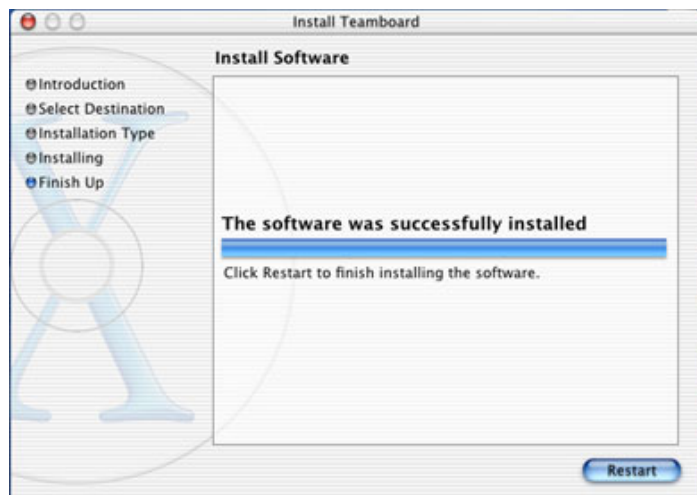 Install Teamboard
Install Software
Introduction
Select Destination
Installation Type
Installing
Finish Up
The software was successfully installed
Click Restart to finish installing the software.
Restart